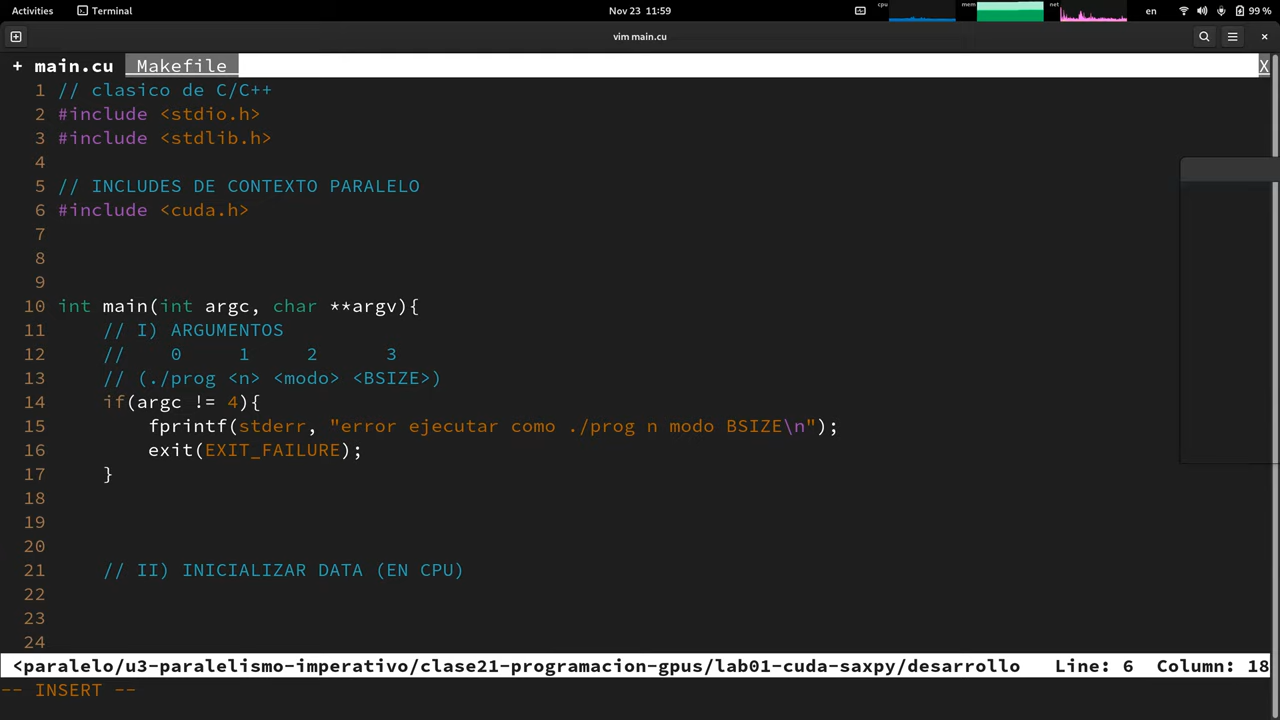 Activities Terminal Nov 23 11:59 cpu mem net en 99 %
vim main.cu
+ main.cu Makefile X
1 // clasico de C/C++
2 #include <stdio.h>
3 #include <stdlib.h>
4
5 // INCLUDES DE CONTEXTO PARALELO
6 #include <cuda.h>
7
8
9
10 int main(int argc, char **argv){
11 // I) ARGUMENTOS
12 // 0 1 2 3
13 // (./prog <n> <modo> <BSIZE>)
14 if(argc != 4){
15 fprintf(stderr, "error ejecutar como ./prog n modo BSIZE\n");
16 exit(EXIT_FAILURE);
17 }
18
19
20
21 // II) INICIALIZAR DATA (EN CPU)
22
23
24
<paralelo/u3-paralelismo-imperativo/clase21-programacion-gpus/lab01-cuda-saxpy/desarrollo Line: 6 Column: 18
-- INSERT --